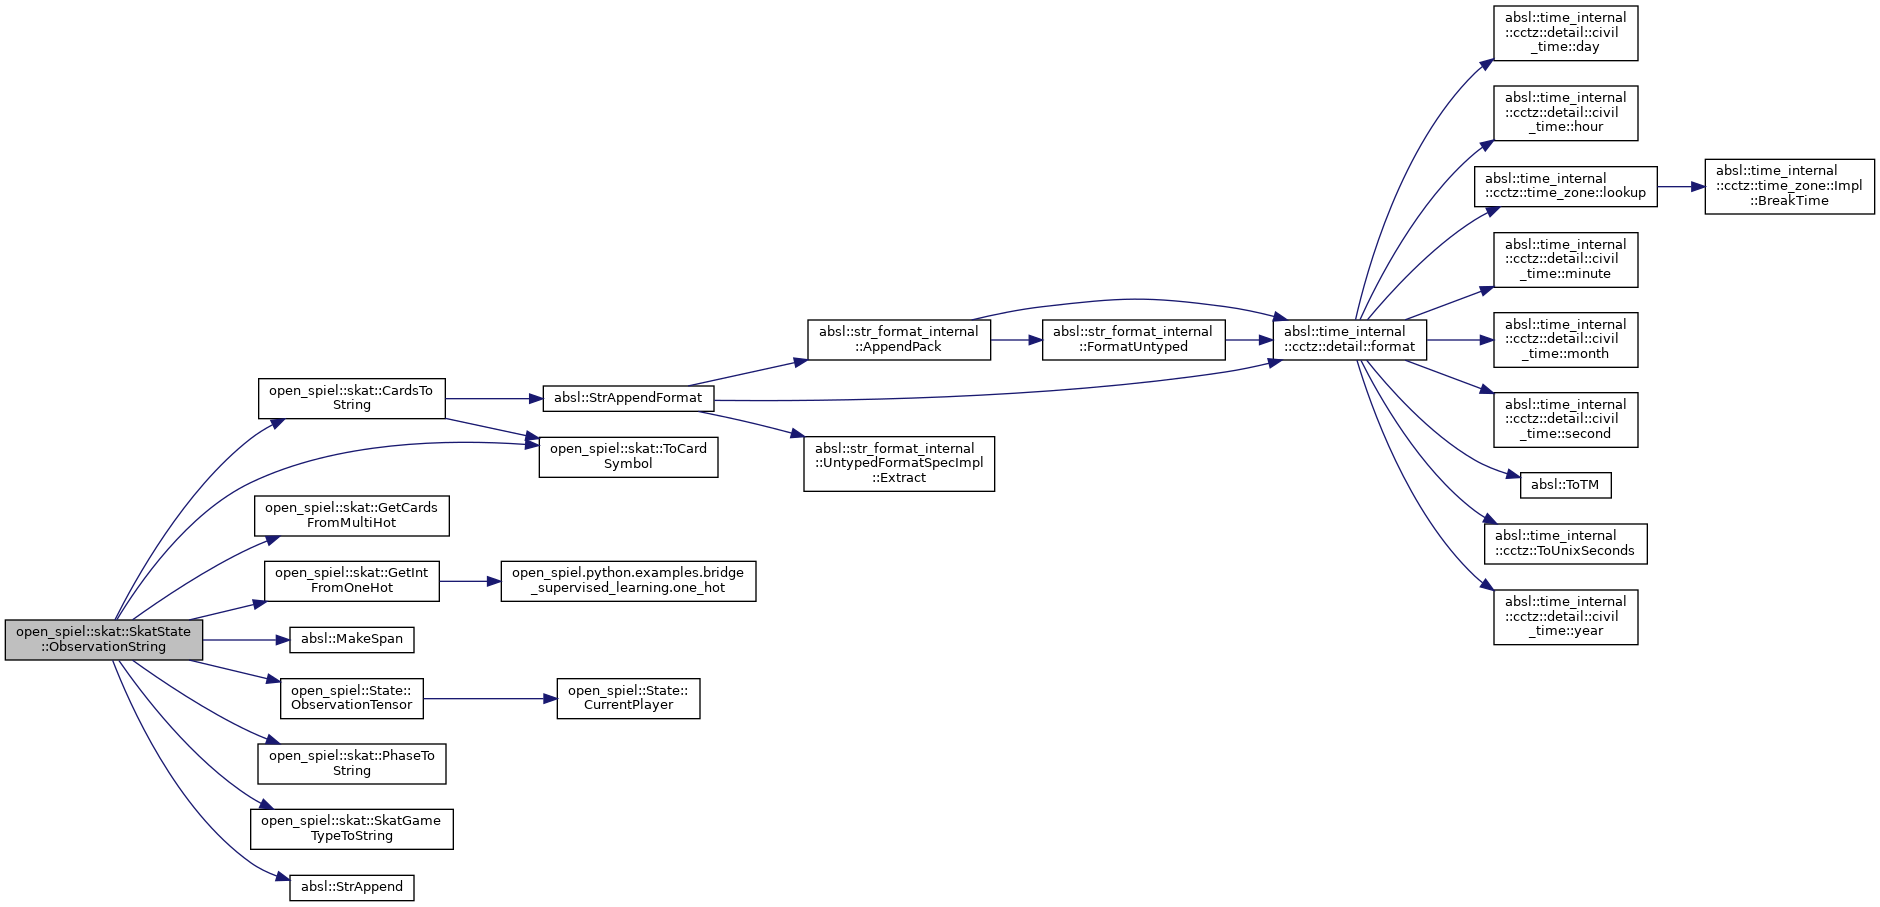 absl::time_internal
::cctz::detail::civil
_time::day
absl::time_internal
::cctz::detail::civil
_time::hour
absl::time_internal
::cctz::time_zone::lookup
absl::time_internal
::cctz::time_zone::Impl
::BreakTime
absl::time_internal
::cctz::detail::civil
_time::minute
absl::str_format_internal
::AppendPack
absl::str_format_internal
::FormatUntyped
absl::time_internal
::cctz::detail::format
absl::time_internal
::cctz::detail::civil
_time::month
open_spiel::skat::CardsTo
String
absl::StrAppendFormat
absl::time_internal
::cctz::detail::civil
_time::second
open_spiel::skat::ToCard
Symbol
absl::str_format_internal
::UntypedFormatSpecImpl
::Extract
absl::ToTM
open_spiel::skat::GetCards
FromMultiHot
absl::time_internal
::cctz::ToUnixSeconds
open_spiel::skat::GetInt
FromOneHot
open_spiel.python.examples.bridge
_supervised_learning.one_hot
absl::time_internal
::cctz::detail::civil
_time::year
open_spiel::skat::SkatState
::ObservationString
absl::MakeSpan
open_spiel::State::
ObservationTensor
open_spiel::State::
CurrentPlayer
open_spiel::skat::PhaseTo
String
open_spiel::skat::SkatGame
TypeToString
absl::StrAppend